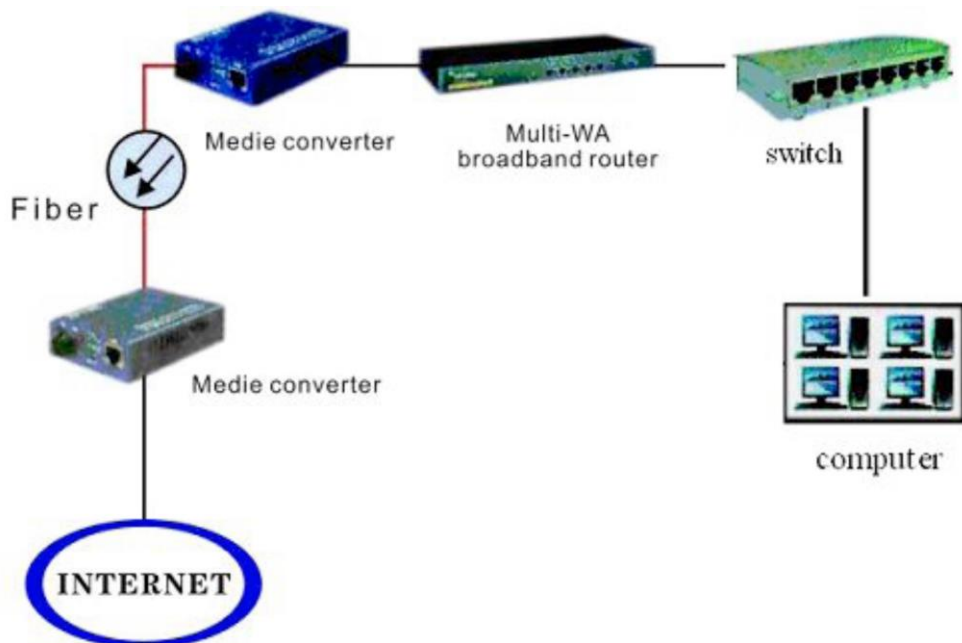 Medie converter
Multi-WA
broadband router
switch
Fiber
Medie converter
computer
INTERNET